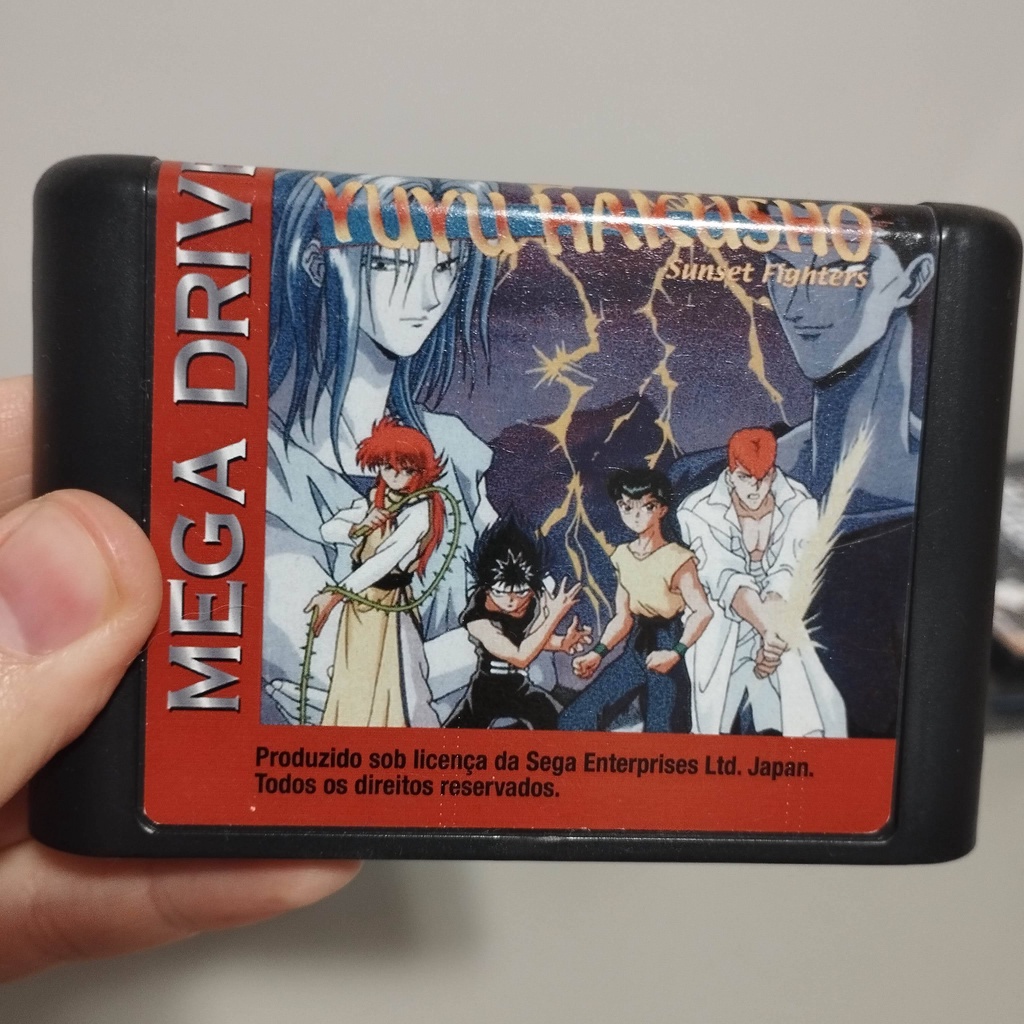 MEGA DRIVE
YUYU HAKUSHO
Sunset Fighters
Produzido sob licença da Sega Enterprises Ltd. Japan.
Todos os direitos reservados.